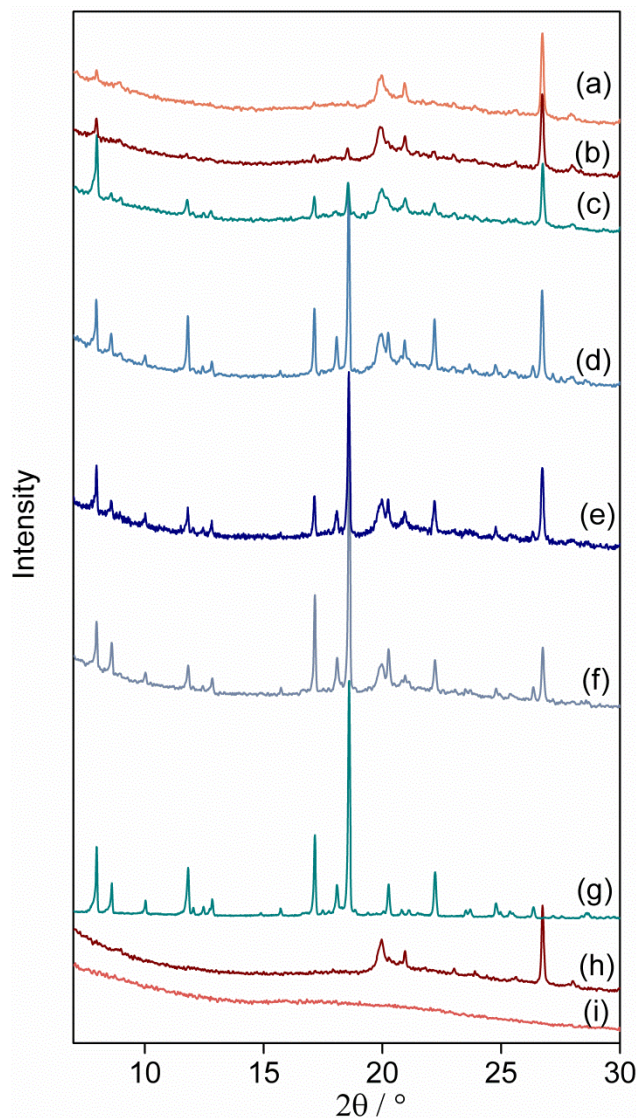 (a)
(b)
(c)
(d)
(e)
(f)
(g)
(h)
(i)
Intensity
10 15 20 25 30
2θ / °